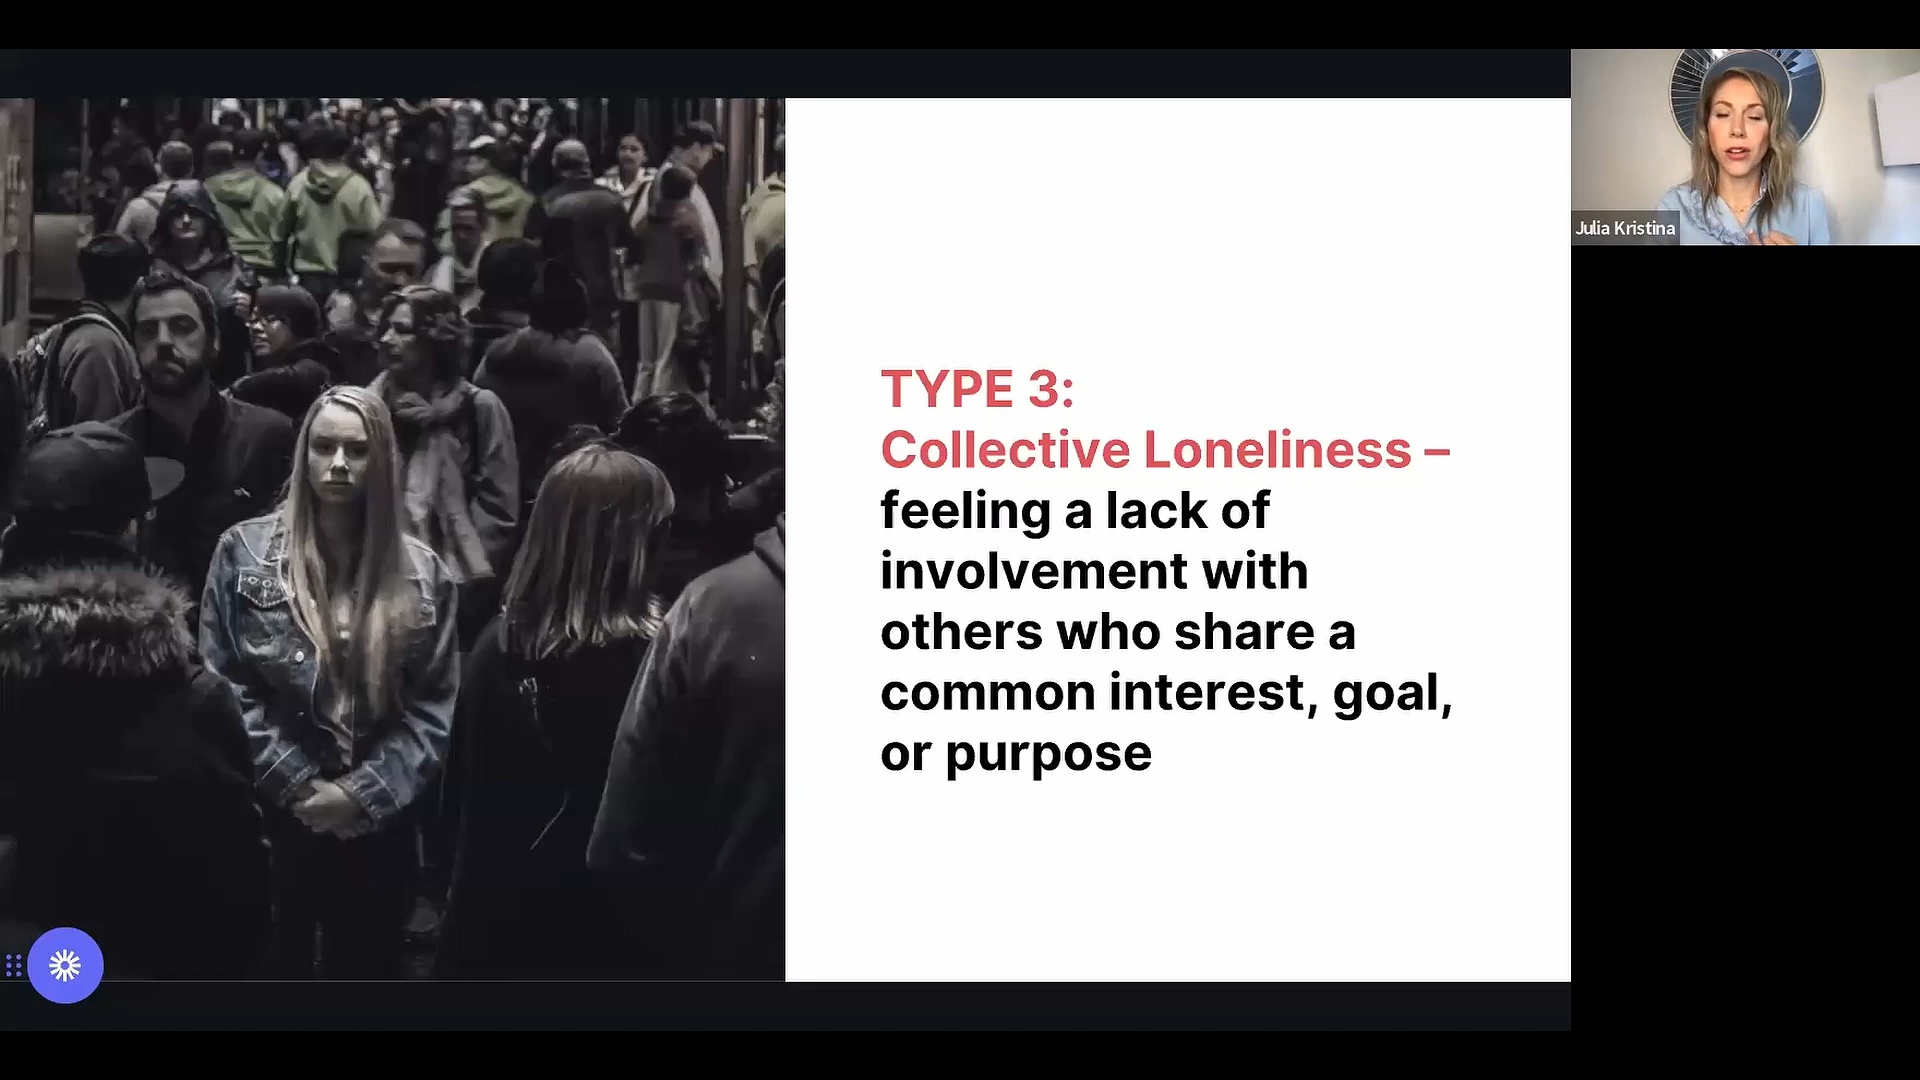 TYPE 3:
Collective Loneliness –
feeling a lack of
involvement with
others who share a
common interest, goal,
or purpose
Julia Kristina